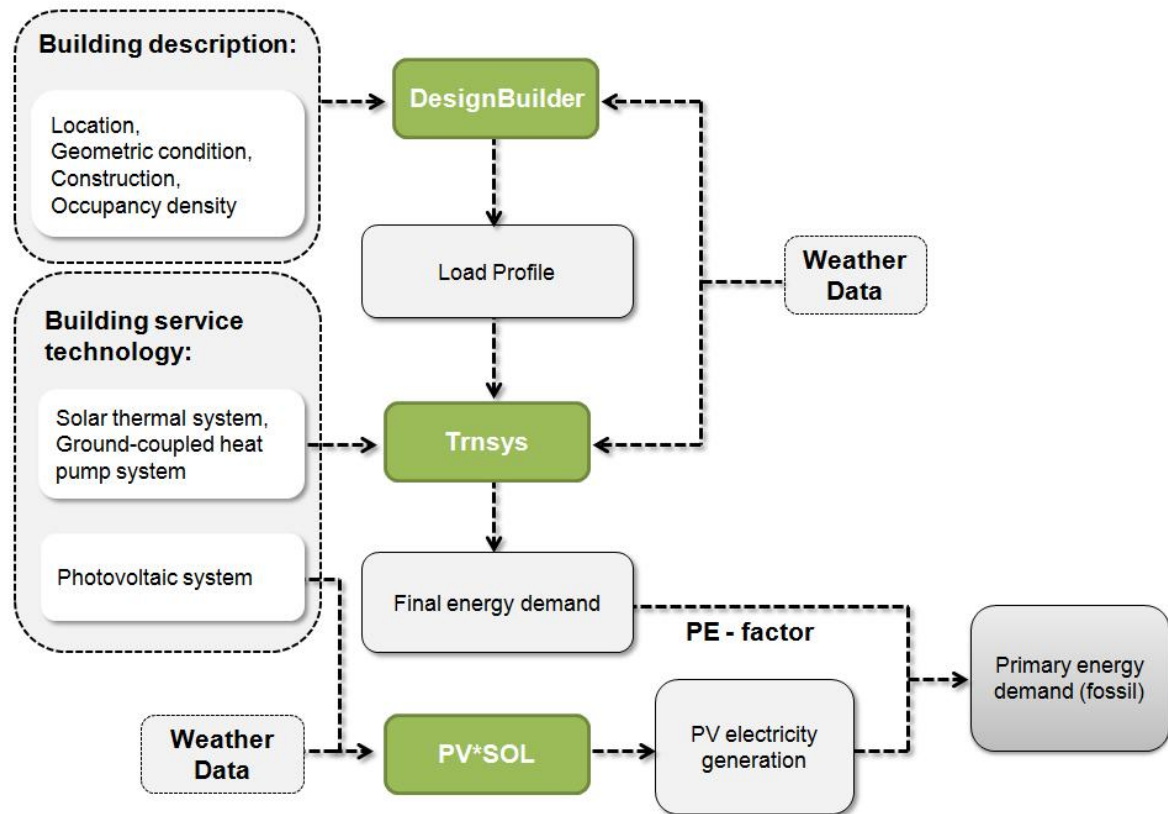 Building description:
Location,
Geometric condition,
Construction,
Occupancy density
DesignBuilder
Load Profile
Weather
Data
Building service
technology:
Solar thermal system,
Ground-coupled heat
pump system
Trnsys
Photovoltaic system
Final energy demand
PE - factor
Primary energy
demand (fossil)
Weather
Data
PV*SOL
PV electricity
generation